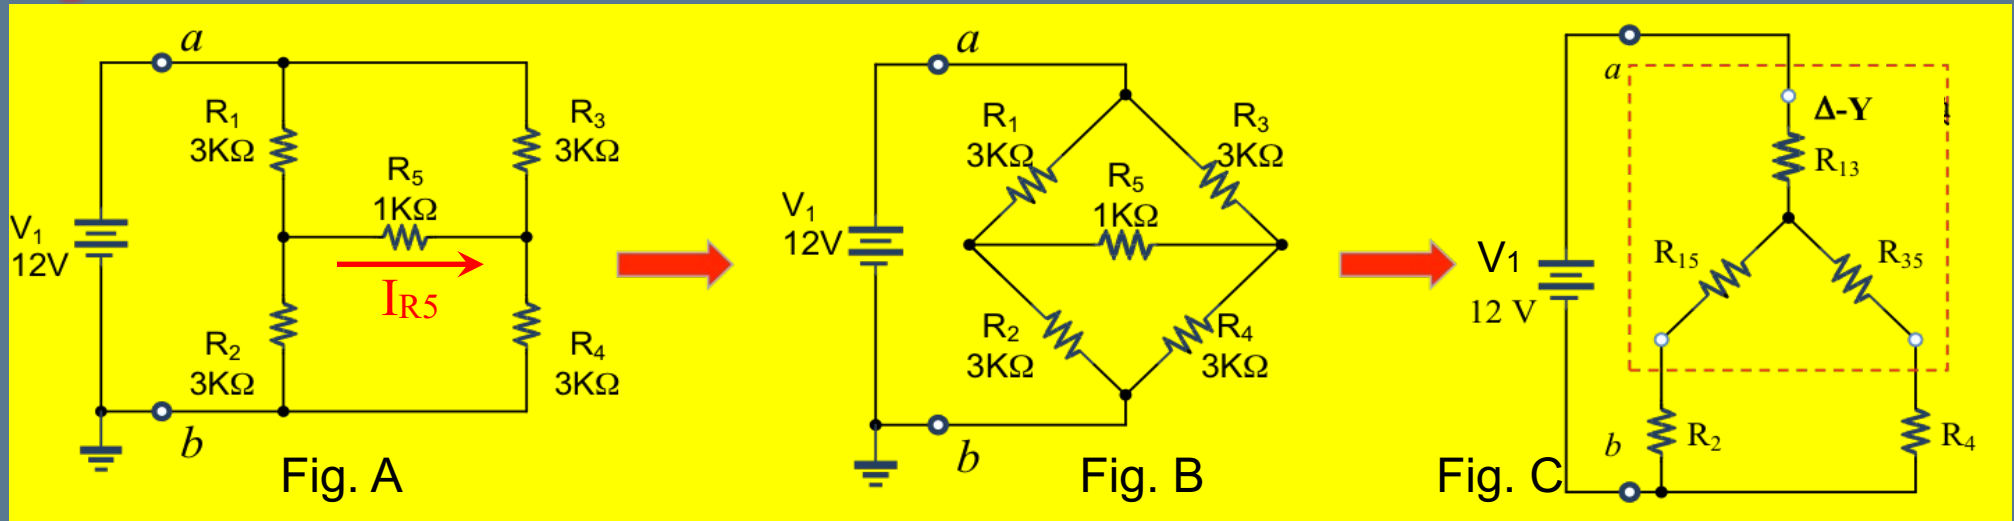 a
R₁
3KΩ
R₃
3KΩ
R₅
1KΩ
V₁
12V
I_R5
R₂
3KΩ
R₄
3KΩ
b
Fig. A
a
R₁
3KΩ
R₃
3KΩ
R₅
1KΩ
V₁
12V
R₂
3KΩ
R₄
3KΩ
b
Fig. B
a
Δ-Y
R₁₃
R₁₅
R₃₅
V₁
12 V
b
R₂
R₄
Fig. C